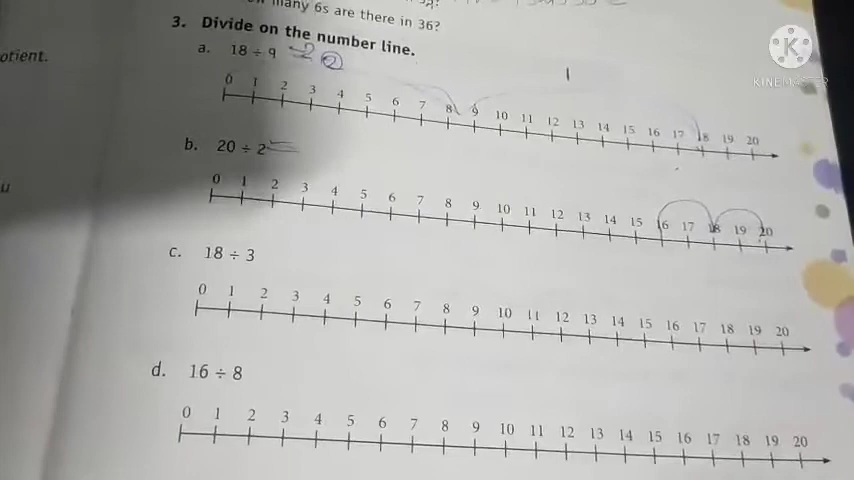 many 6s are there in 36?
3. Divide on the number line.
otient.
a. 18 ÷ 9 = 2 2
KINEMASTER
0 1 2 3 4 5 6 7 8 9 10 11 12 13 14 15 16 17 18 19 20
b. 20 ÷ 2 =
0 1 2 3 4 5 6 7 8 9 10 11 12 13 14 15 16 17 18 19 20
c. 18 ÷ 3
0 1 2 3 4 5 6 7 8 9 10 11 12 13 14 15 16 17 18 19 20
d. 16 ÷ 8
0 1 2 3 4 5 6 7 8 9 10 11 12 13 14 15 16 17 18 19 20